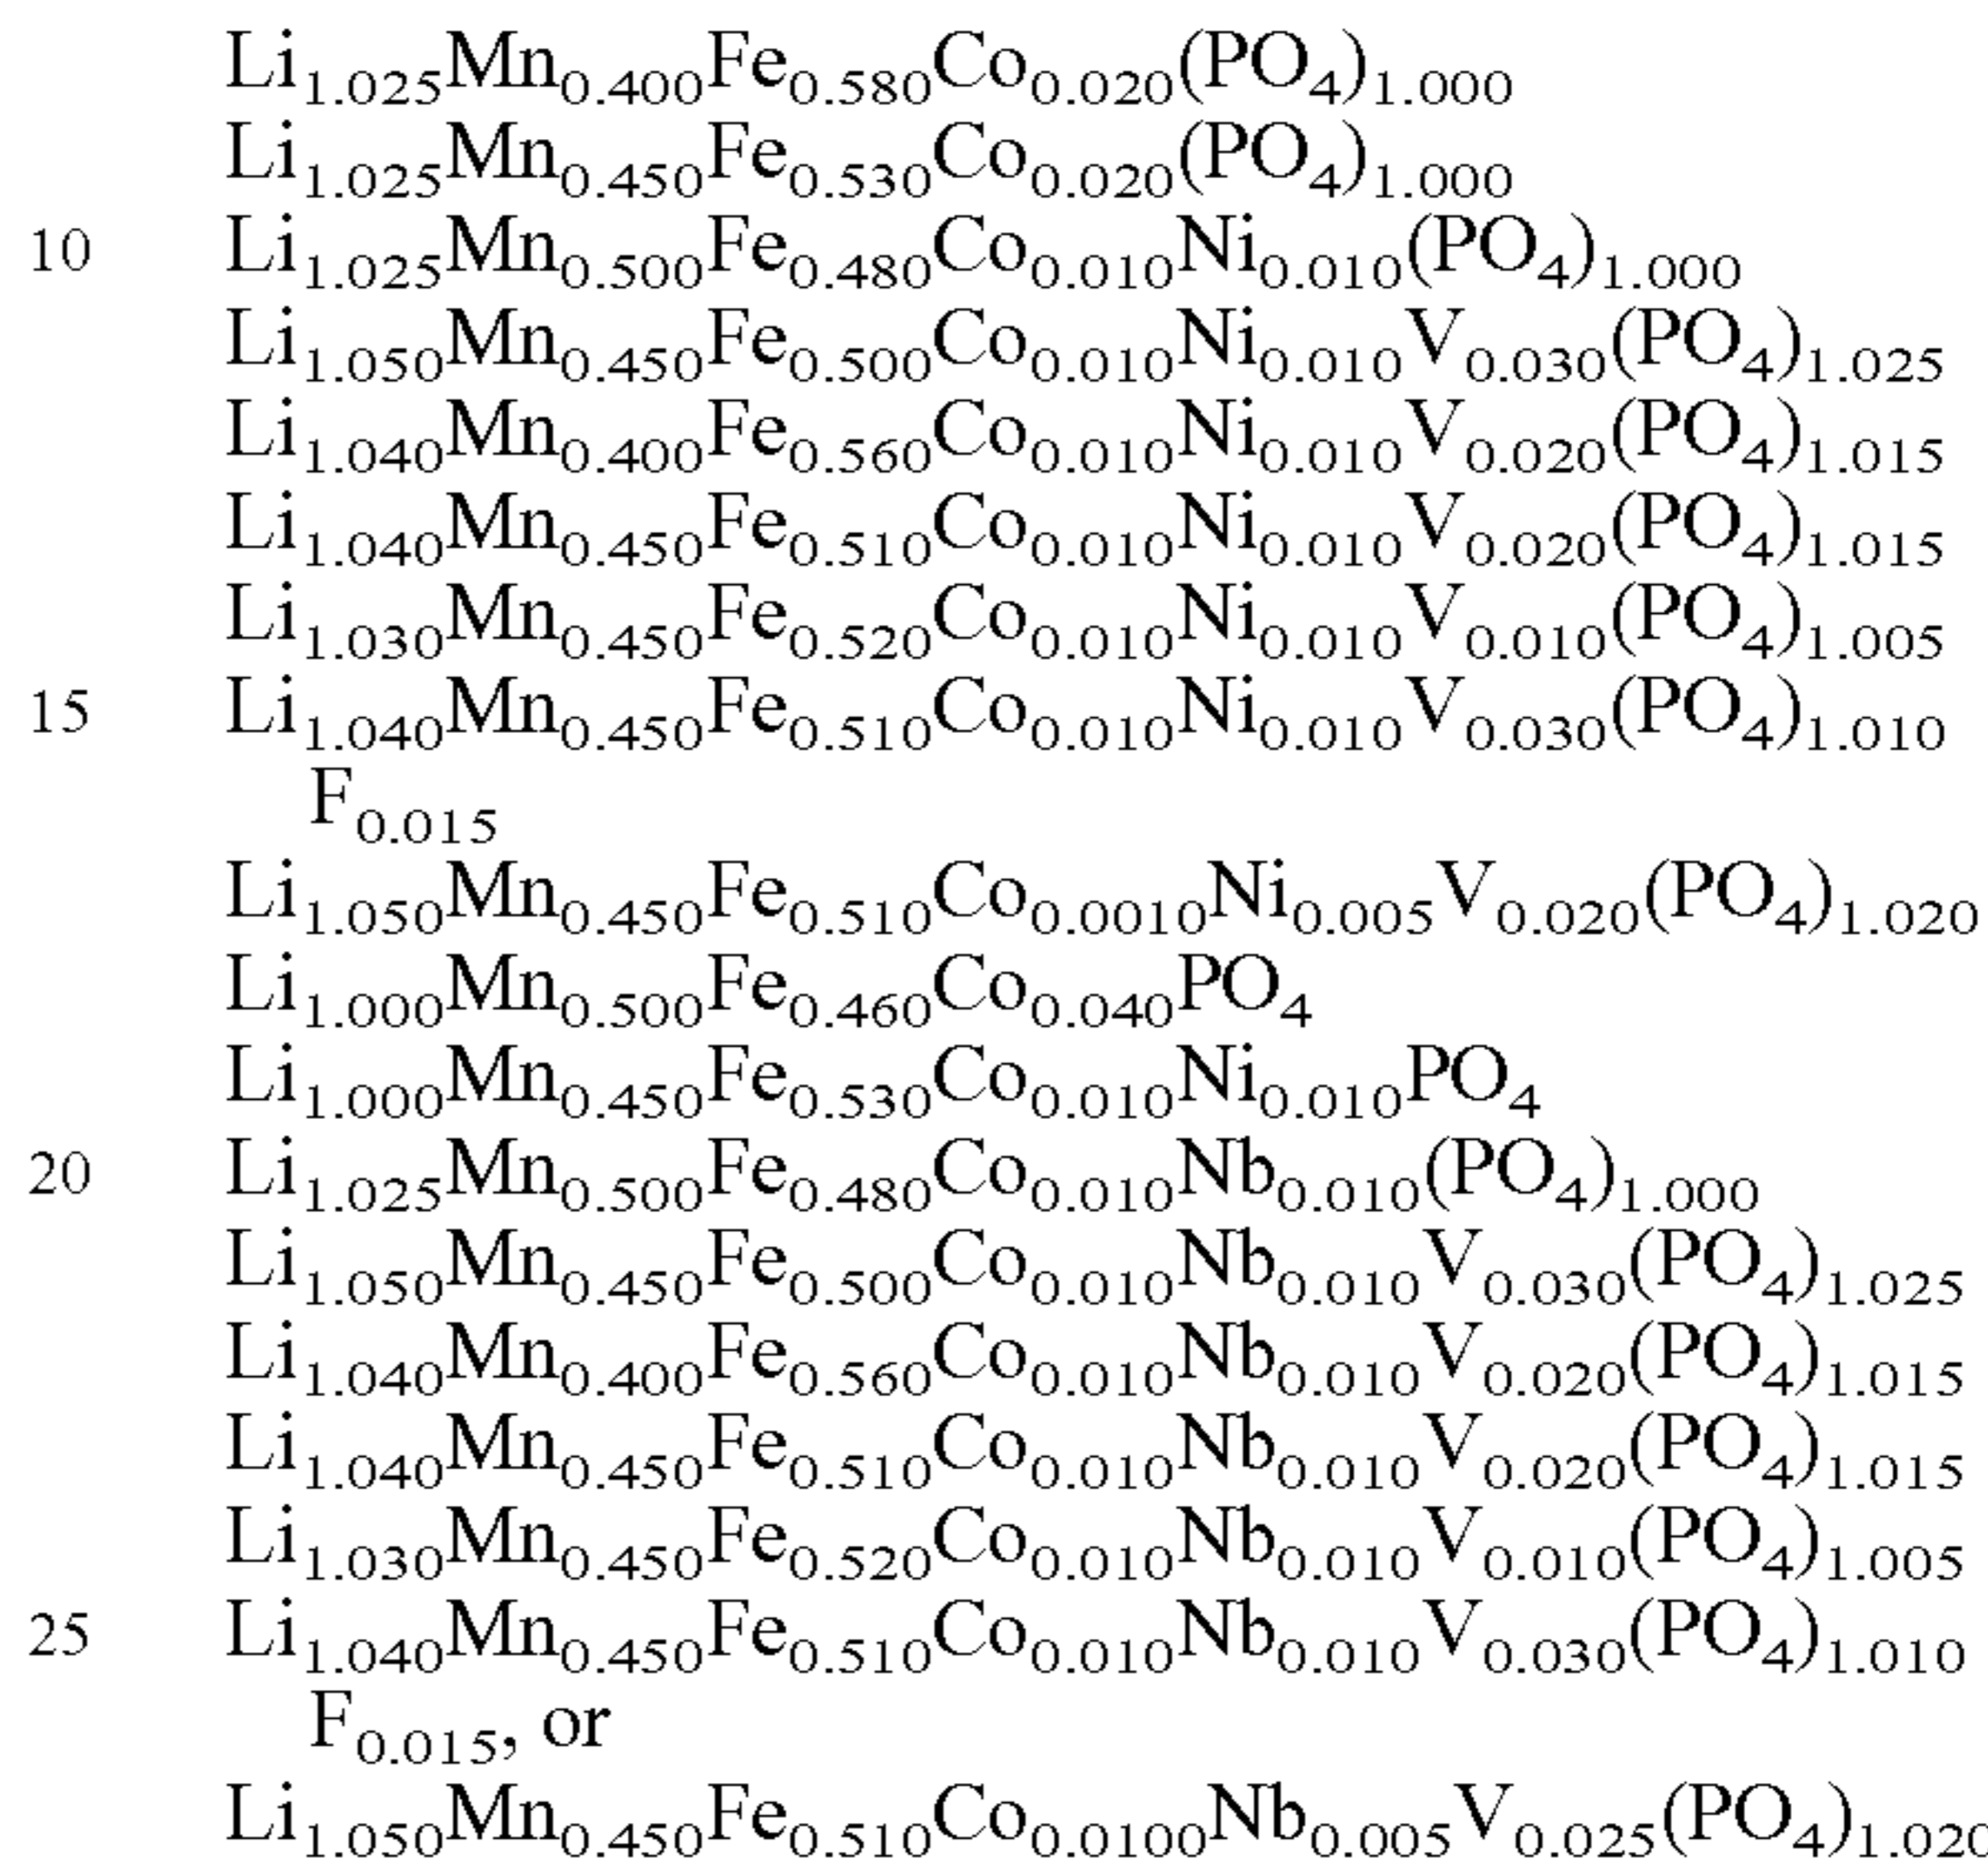 Li₁.₀₂₅Mn₀.₄₀₀Fe₀.₅₈₀Co₀.₀₂₀(PO₄)₁.₀₀₀
Li₁.₀₂₅Mn₀.₄₅₀Fe₀.₅₃₀Co₀.₀₂₀(PO₄)₁.₀₀₀
10 Li₁.₀₂₅Mn₀.₅₀₀Fe₀.₄₈₀Co₀.₀₁₀Ni₀.₀₁₀(PO₄)₁.₀₀₀
Li₁.₀₅₀Mn₀.₄₅₀Fe₀.₅₀₀Co₀.₀₁₀Ni₀.₀₁₀V₀.₀₃₀(PO₄)₁.₀₂₅
Li₁.₀₄₀Mn₀.₄₀₀Fe₀.₅₆₀Co₀.₀₁₀Ni₀.₀₁₀V₀.₀₂₀(PO₄)₁.₀₁₅
Li₁.₀₄₀Mn₀.₄₅₀Fe₀.₅₁₀Co₀.₀₁₀Ni₀.₀₁₀V₀.₀₂₀(PO₄)₁.₀₁₅
Li₁.₀₃₀Mn₀.₄₅₀Fe₀.₅₂₀Co₀.₀₁₀Ni₀.₀₁₀V₀.₀₁₀(PO₄)₁.₀₀₅
15 Li₁.₀₄₀Mn₀.₄₅₀Fe₀.₅₁₀Co₀.₀₁₀Ni₀.₀₁₀V₀.₀₃₀(PO₄)₁.₀₁₀
F₀.₀₁₅
Li₁.₀₅₀Mn₀.₄₅₀Fe₀.₅₁₀Co₀.₀₀₁₀Ni₀.₀₀₅V₀.₀₂₀(PO₄)₁.₀₂₀
Li₁.₀₀₀Mn₀.₅₀₀Fe₀.₄₆₀Co₀.₀₄₀PO₄
Li₁.₀₀₀Mn₀.₄₅₀Fe₀.₅₃₀Co₀.₀₁₀Ni₀.₀₁₀PO₄
20 Li₁.₀₂₅Mn₀.₅₀₀Fe₀.₄₈₀Co₀.₀₁₀Nb₀.₀₁₀(PO₄)₁.₀₀₀
Li₁.₀₅₀Mn₀.₄₅₀Fe₀.₅₀₀Co₀.₀₁₀Nb₀.₀₁₀V₀.₀₃₀(PO₄)₁.₀₂₅
Li₁.₀₄₀Mn₀.₄₀₀Fe₀.₅₆₀Co₀.₀₁₀Nb₀.₀₁₀V₀.₀₂₀(PO₄)₁.₀₁₅
Li₁.₀₄₀Mn₀.₄₅₀Fe₀.₅₁₀Co₀.₀₁₀Nb₀.₀₁₀V₀.₀₂₀(PO₄)₁.₀₁₅
Li₁.₀₃₀Mn₀.₄₅₀Fe₀.₅₂₀Co₀.₀₁₀Nb₀.₀₁₀V₀.₀₁₀(PO₄)₁.₀₀₅
25 Li₁.₀₄₀Mn₀.₄₅₀Fe₀.₅₁₀Co₀.₀₁₀Nb₀.₀₁₀V₀.₀₃₀(PO₄)₁.₀₁₀
F₀.₀₁₅, or
Li₁.₀₅₀Mn₀.₄₅₀Fe₀.₅₁₀Co₀.₀₁₀₀Nb₀.₀₀₅V₀.₀₂₅(PO₄)₁.₀₂₀